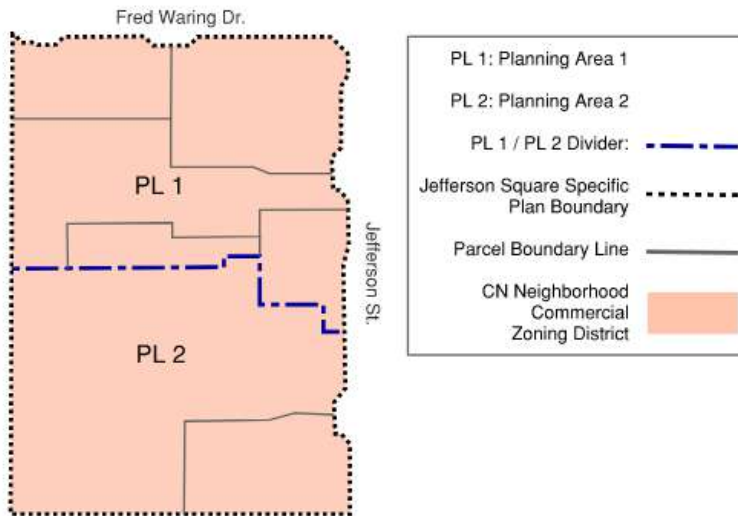 Fred Waring Dr.
PL 1
Jefferson St.
PL 2
PL 1: Planning Area 1
PL 2: Planning Area 2
PL 1 / PL 2 Divider:
Jefferson Square Specific
Plan Boundary
Parcel Boundary Line
CN Neighborhood
Commercial
Zoning District